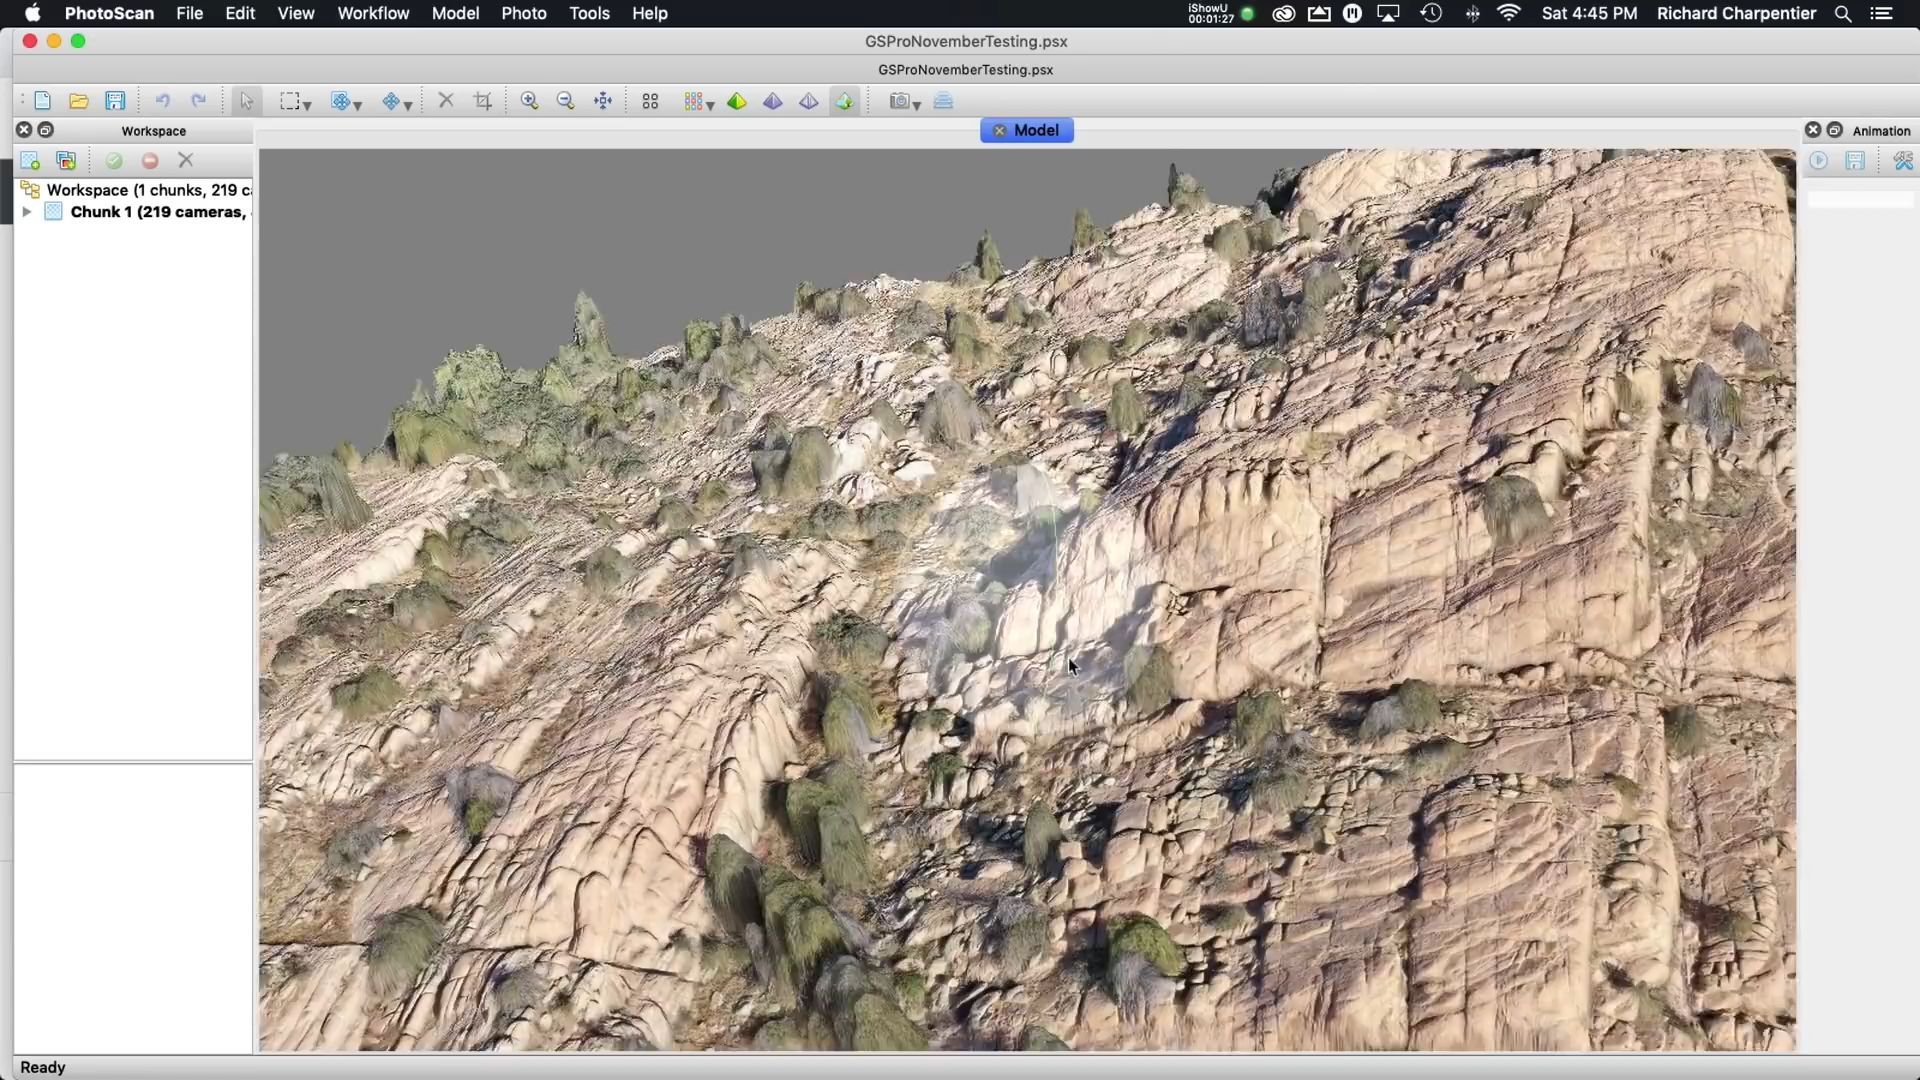 PhotoScan File Edit View Workflow Model Photo Tools Help iShowU 00:01:27 Sat 4:45 PM Richard Charpentier
GSProNovemberTesting.psx
GSProNovemberTesting.psx
Workspace Model Animation
Workspace (1 chunks, 219 c
Chunk 1 (219 cameras,
Ready